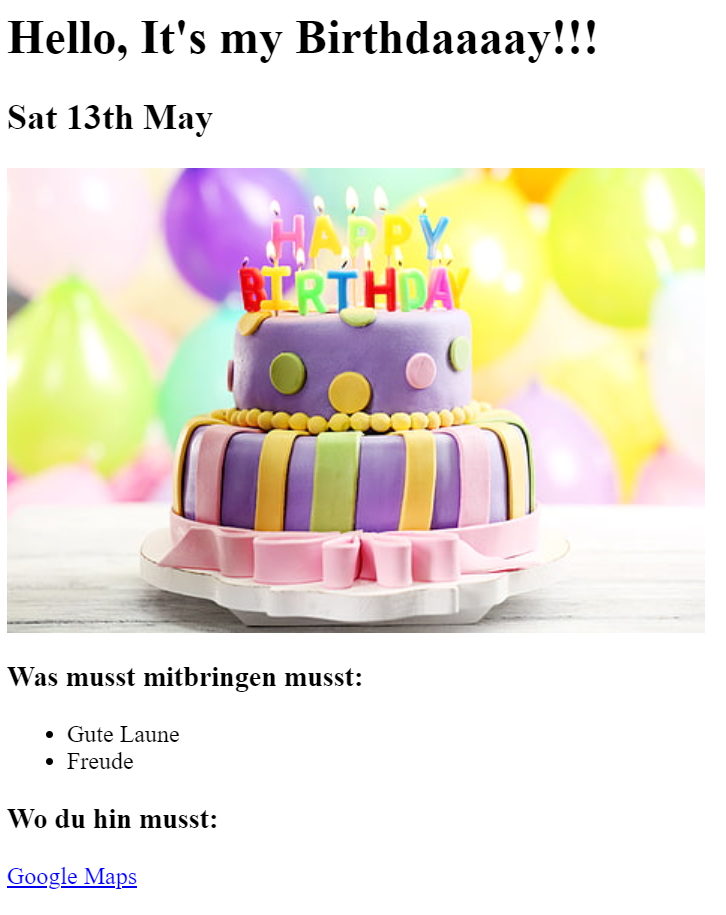 Hello, It's my Birthdaaaay!!!
Sat 13th May
HAPPY
BIRTHDAY
Was musst mitbringen musst:
Gute Laune
Freude
Wo du hin musst:
Google Maps